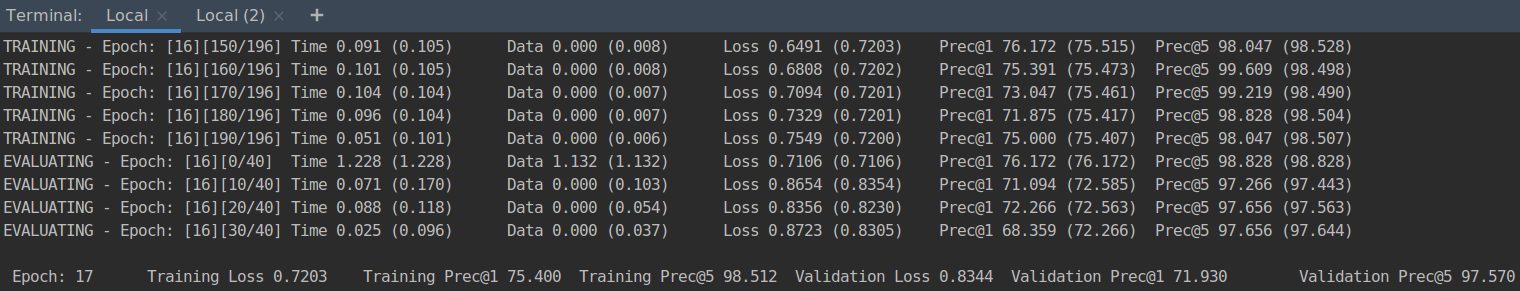 Terminal: Local × Local (2) × +
TRAINING - Epoch: [16][150/196] Time 0.091 (0.105) Data 0.000 (0.008) Loss 0.6491 (0.7203) Prec@1 76.172 (75.515) Prec@5 98.047 (98.528)
TRAINING - Epoch: [16][160/196] Time 0.101 (0.105) Data 0.000 (0.008) Loss 0.6808 (0.7202) Prec@1 75.391 (75.473) Prec@5 99.609 (98.498)
TRAINING - Epoch: [16][170/196] Time 0.104 (0.104) Data 0.000 (0.007) Loss 0.7094 (0.7201) Prec@1 73.047 (75.461) Prec@5 99.219 (98.490)
TRAINING - Epoch: [16][180/196] Time 0.096 (0.104) Data 0.000 (0.007) Loss 0.7329 (0.7201) Prec@1 71.875 (75.417) Prec@5 98.828 (98.504)
TRAINING - Epoch: [16][190/196] Time 0.051 (0.101) Data 0.000 (0.006) Loss 0.7549 (0.7200) Prec@1 75.000 (75.407) Prec@5 98.047 (98.507)
EVALUATING - Epoch: [16][0/40] Time 1.228 (1.228) Data 1.132 (1.132) Loss 0.7106 (0.7106) Prec@1 76.172 (76.172) Prec@5 98.828 (98.828)
EVALUATING - Epoch: [16][10/40] Time 0.071 (0.170) Data 0.000 (0.103) Loss 0.8654 (0.8354) Prec@1 71.094 (72.585) Prec@5 97.266 (97.443)
EVALUATING - Epoch: [16][20/40] Time 0.088 (0.118) Data 0.000 (0.054) Loss 0.8356 (0.8230) Prec@1 72.266 (72.563) Prec@5 97.656 (97.563)
EVALUATING - Epoch: [16][30/40] Time 0.025 (0.096) Data 0.000 (0.037) Loss 0.8723 (0.8305) Prec@1 68.359 (72.266) Prec@5 97.656 (97.644)
Epoch: 17 Training Loss 0.7203 Training Prec@1 75.400 Training Prec@5 98.512 Validation Loss 0.8344 Validation Prec@1 71.930 Validation Prec@5 97.570